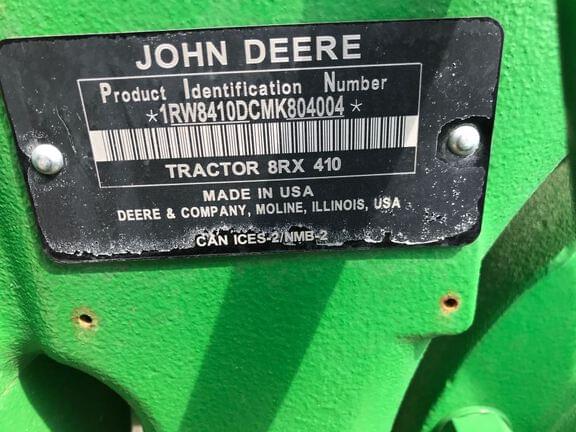 JOHN DEERE
Product Identification Number
*1RW8410DCMK804004*
TRACTOR 8RX 410
MADE IN USA
DEERE & COMPANY, MOLINE, ILLINOIS, USA
CAN ICES-2/NMB-2